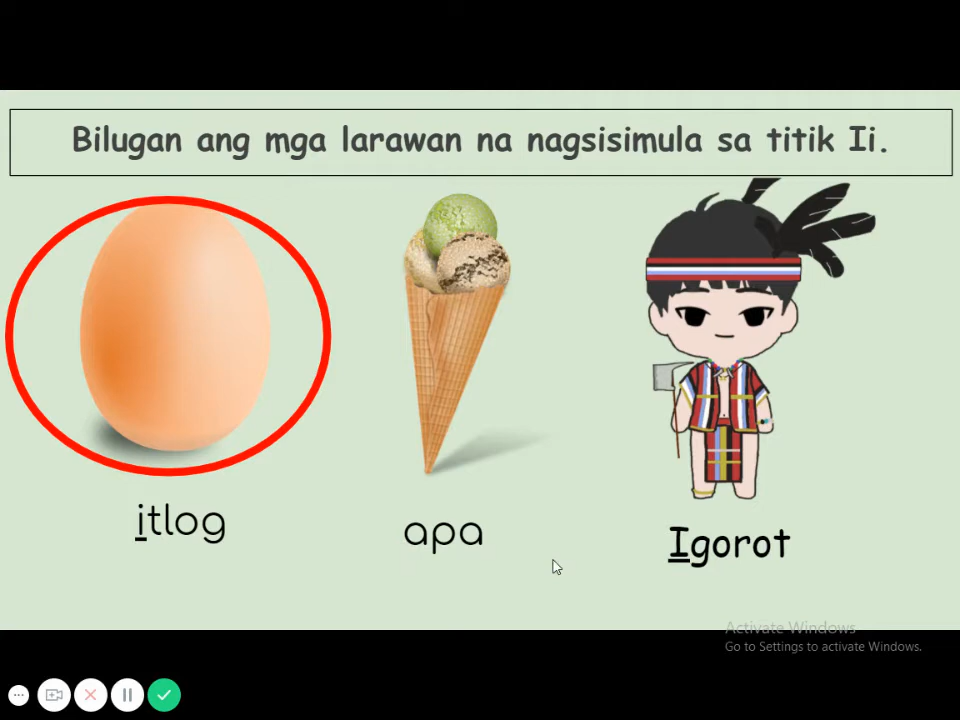 Bilugan ang mga larawan na nagsisimula sa titik Ii.
itlog
apa
Igorot
Activate Windows
Go to Settings to activate Windows.